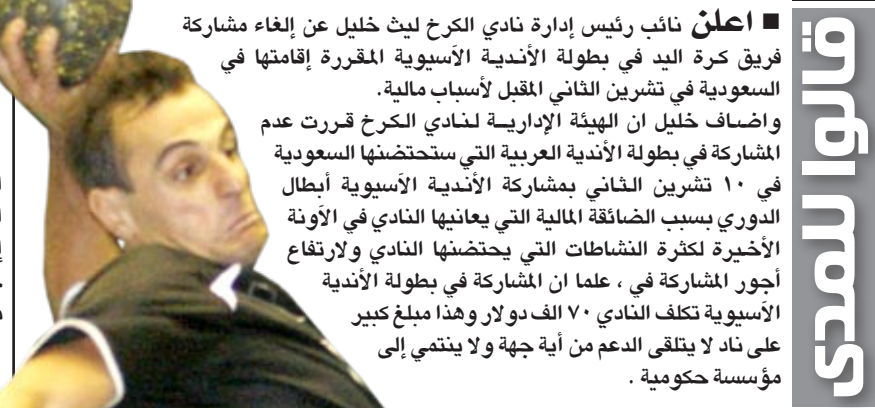 قالوا للمدى
■ اعلن نائب رئيس إدارة نادي الكرخ ليث خليل عن إلغاء مشاركة
فريق كرة اليد في بطولة الأندية الآسيوية المقررة إقامتها في
السعودية في تشرين الثاني المقبل لأسباب مالية.
واضاف خليل ان الهيئة الإدارية لنادي الكرخ قررت عدم
المشاركة في بطولة الأندية العربية التي ستحتضنها السعودية
في ١٠ تشرين الثاني بمشاركة الأندية الآسيوية أبطال
الدوري بسبب الضائقة المالية التي يعانيها النادي في الآونة
الأخيرة لكثرة النشاطات التي يحتضنها النادي ولارتفاع
أجور المشاركة في ، علما ان المشاركة في بطولة الأندية
الآسيوية تكلف النادي ٧٠ الف دولار وهذا مبلغ كبير
على ناد لا يتلقى الدعم من أية جهة ولا ينتمي إلى
مؤسسة حكومية .